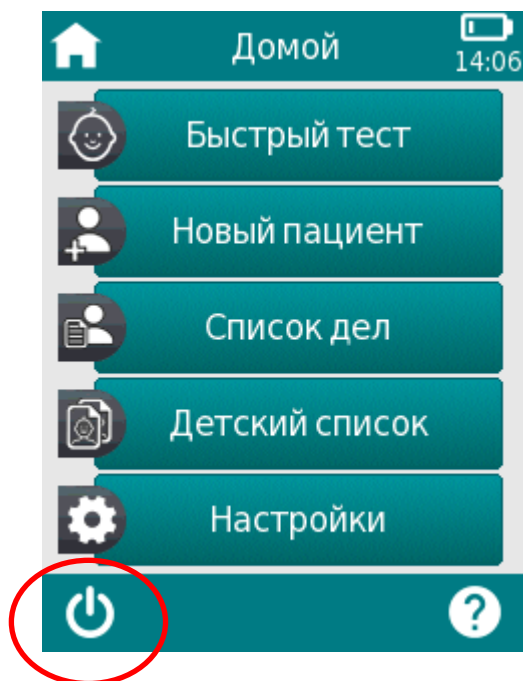 Домой
14:06
Быстрый тест
Новый пациент
Список дел
Детский список
Настройки
?